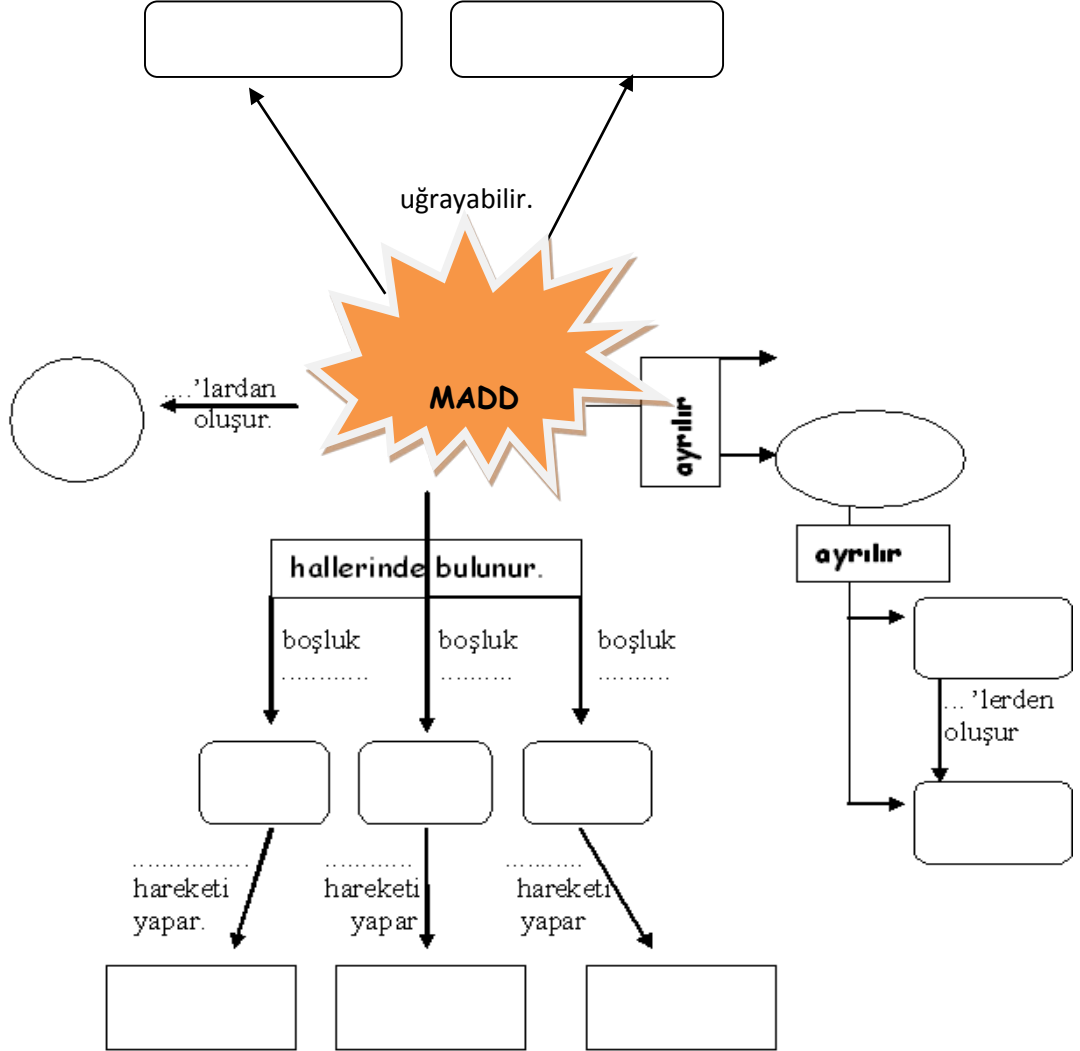 uğrayabilir.
....'lardan
oluşur.
MADD
ayrılır
ayrılır
hallerinde bulunur.
boşluk
............
boşluk
..........
boşluk
.........
... 'lerden
oluşur
.................
hareketi
yapar.
............
hareketi
yapar
...........
hareketi
yapar